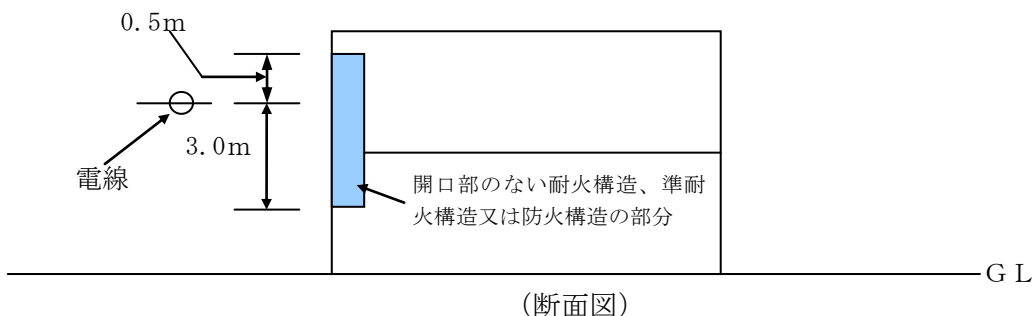 0.5m
3.0m
電線
開口部のない耐火構造、準耐
火構造又は防火構造の部分
ＧＬ
(断面図)